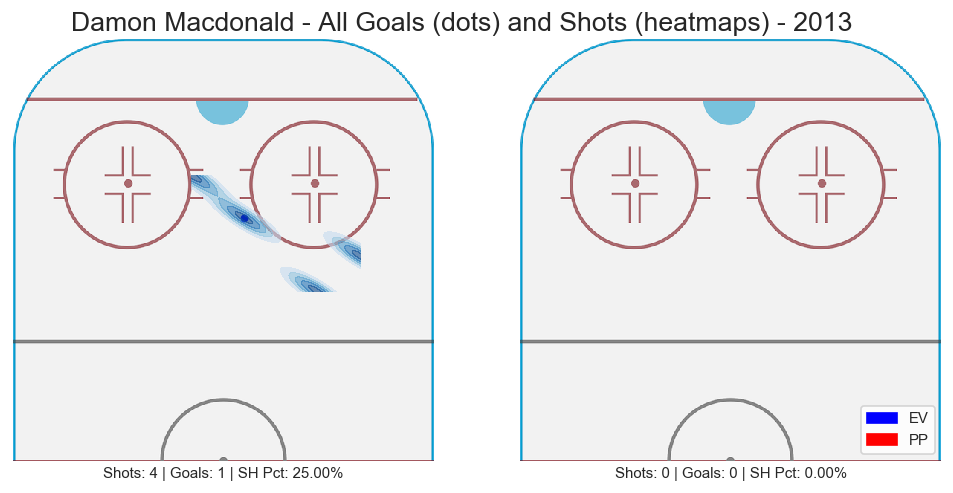 Damon Macdonald - All Goals (dots) and Shots (heatmaps) - 2013
EV
PP
Shots: 4 | Goals: 1 | SH Pct: 25.00%
Shots: 0 | Goals: 0 | SH Pct: 0.00%